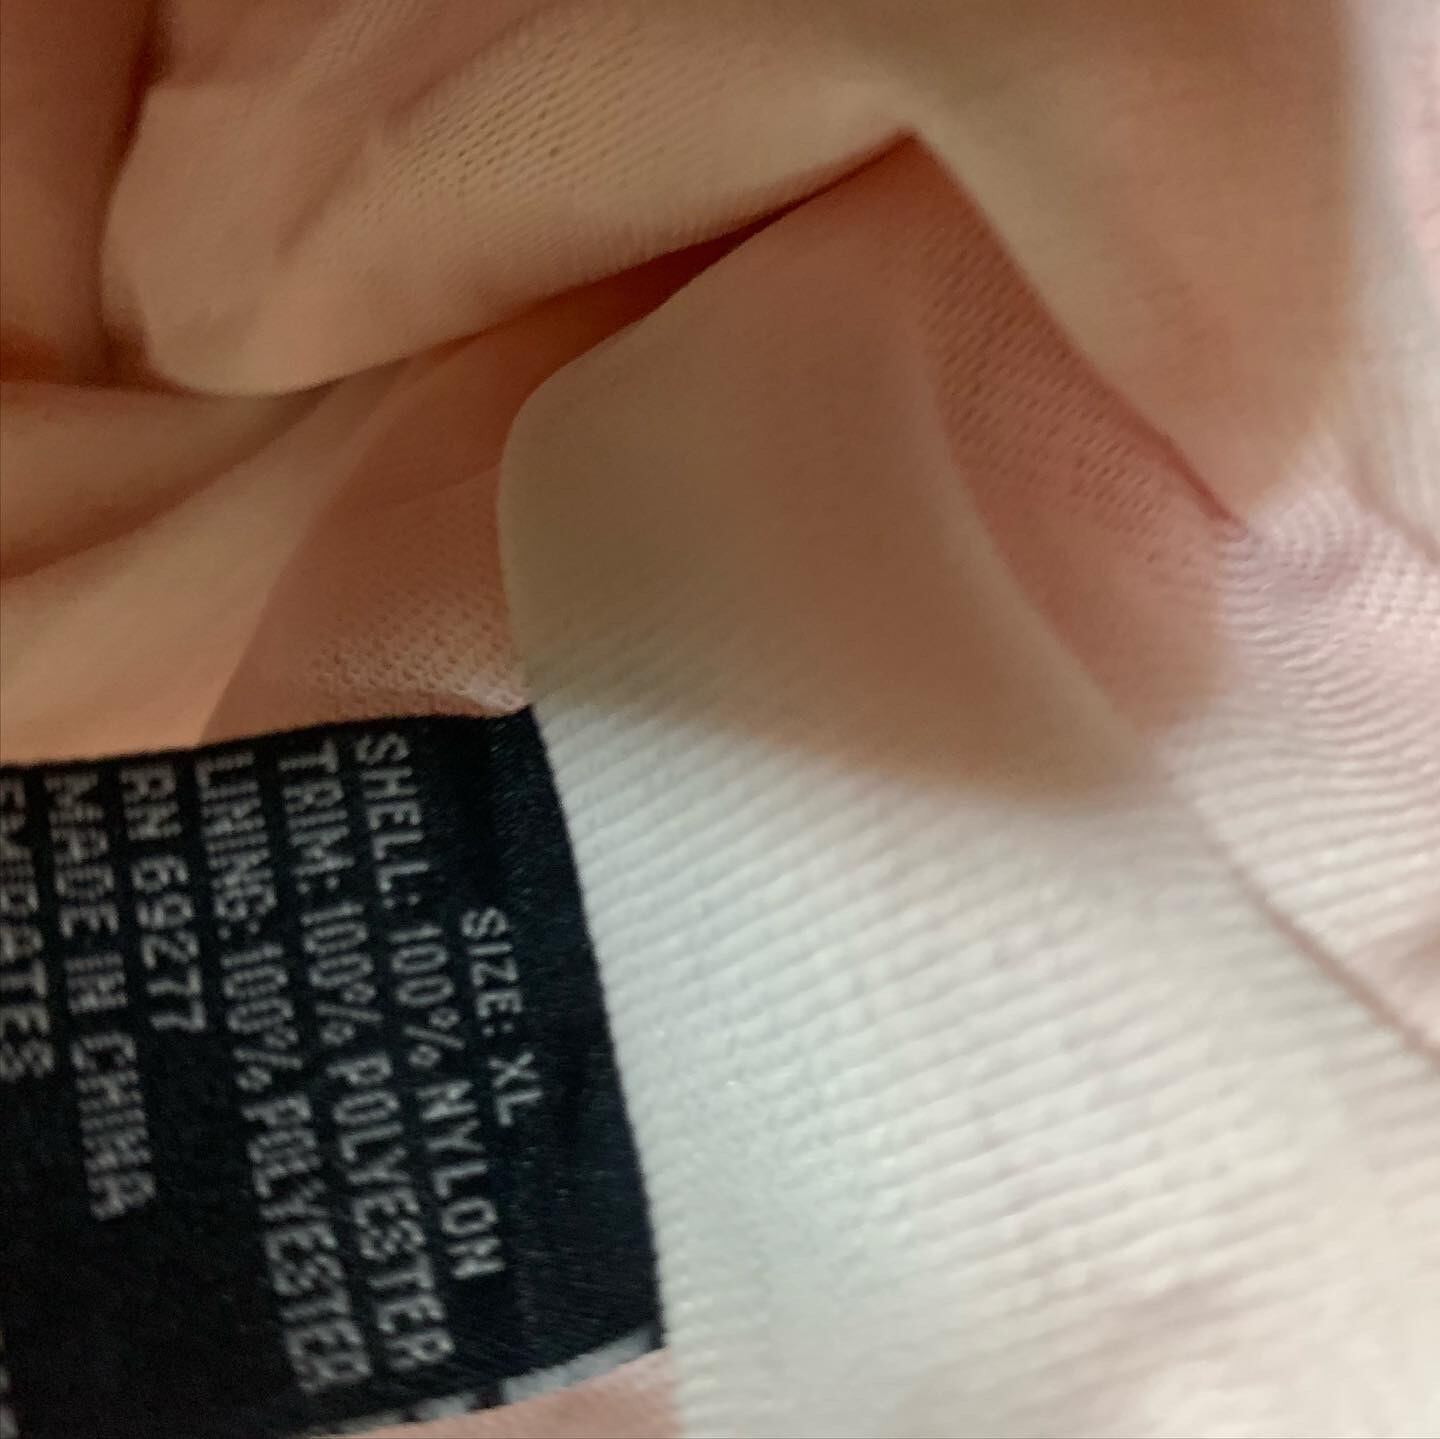 SIZE: XL
SHELL: 100% NYLON
TRIM: 100% POLYESTER
LINING: 100% POLYESTER
RN 69277
MADE IN CHINA